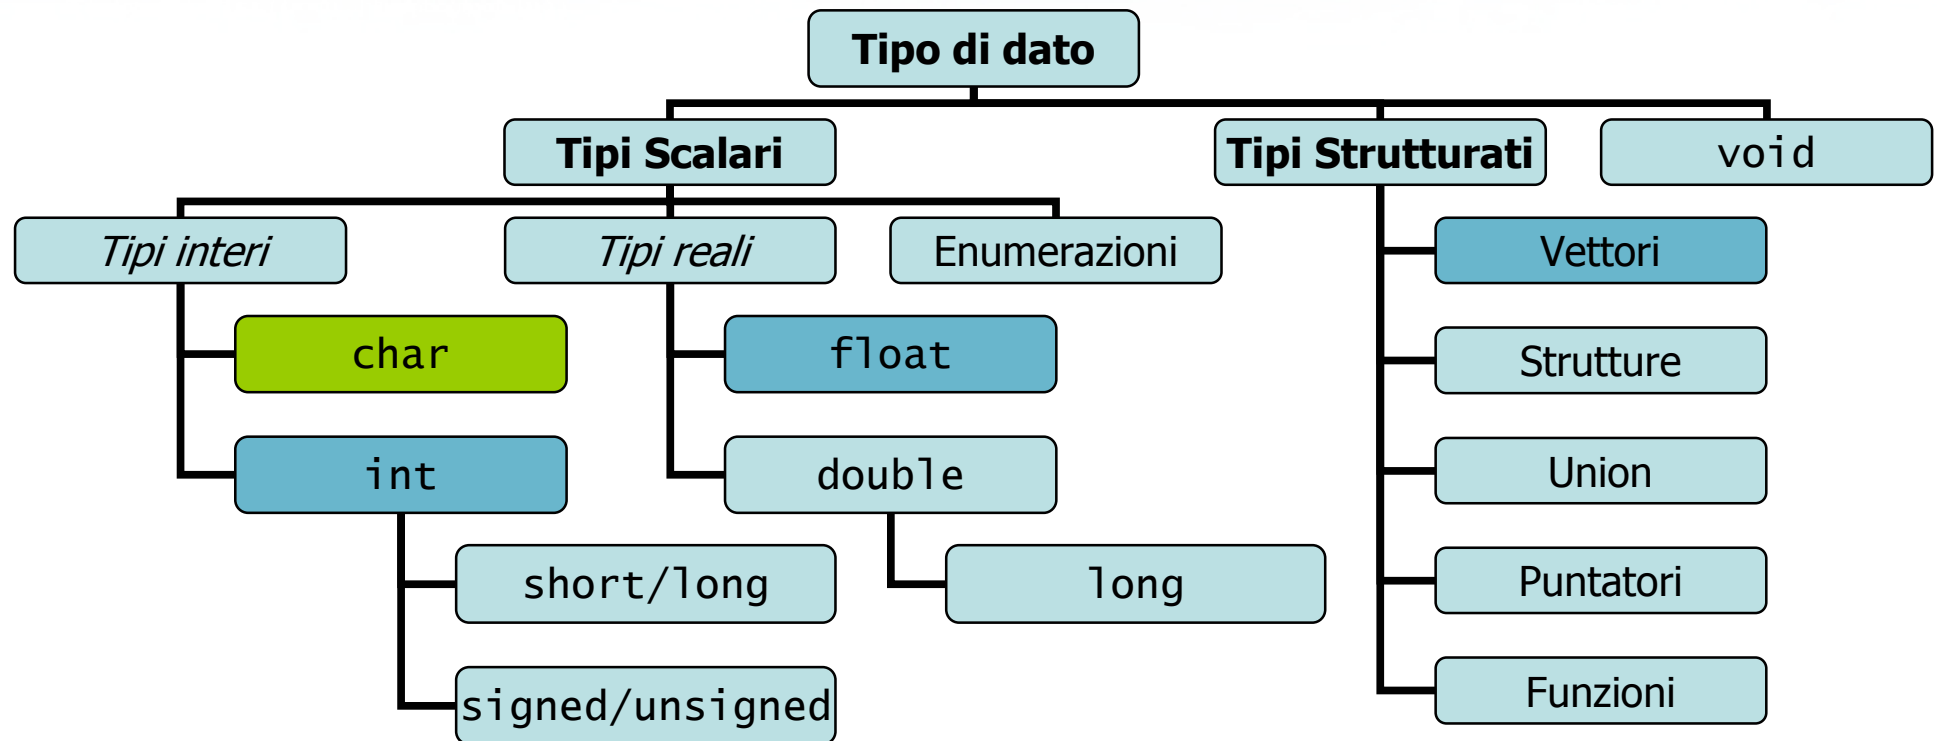 Tipo di dato
Tipi Scalari
Tipi Strutturati
void
Tipi interi
Tipi reali
Enumerazioni
Vettori
char
float
Strutture
int
double
Union
short/long
long
Puntatori
signed/unsigned
Funzioni